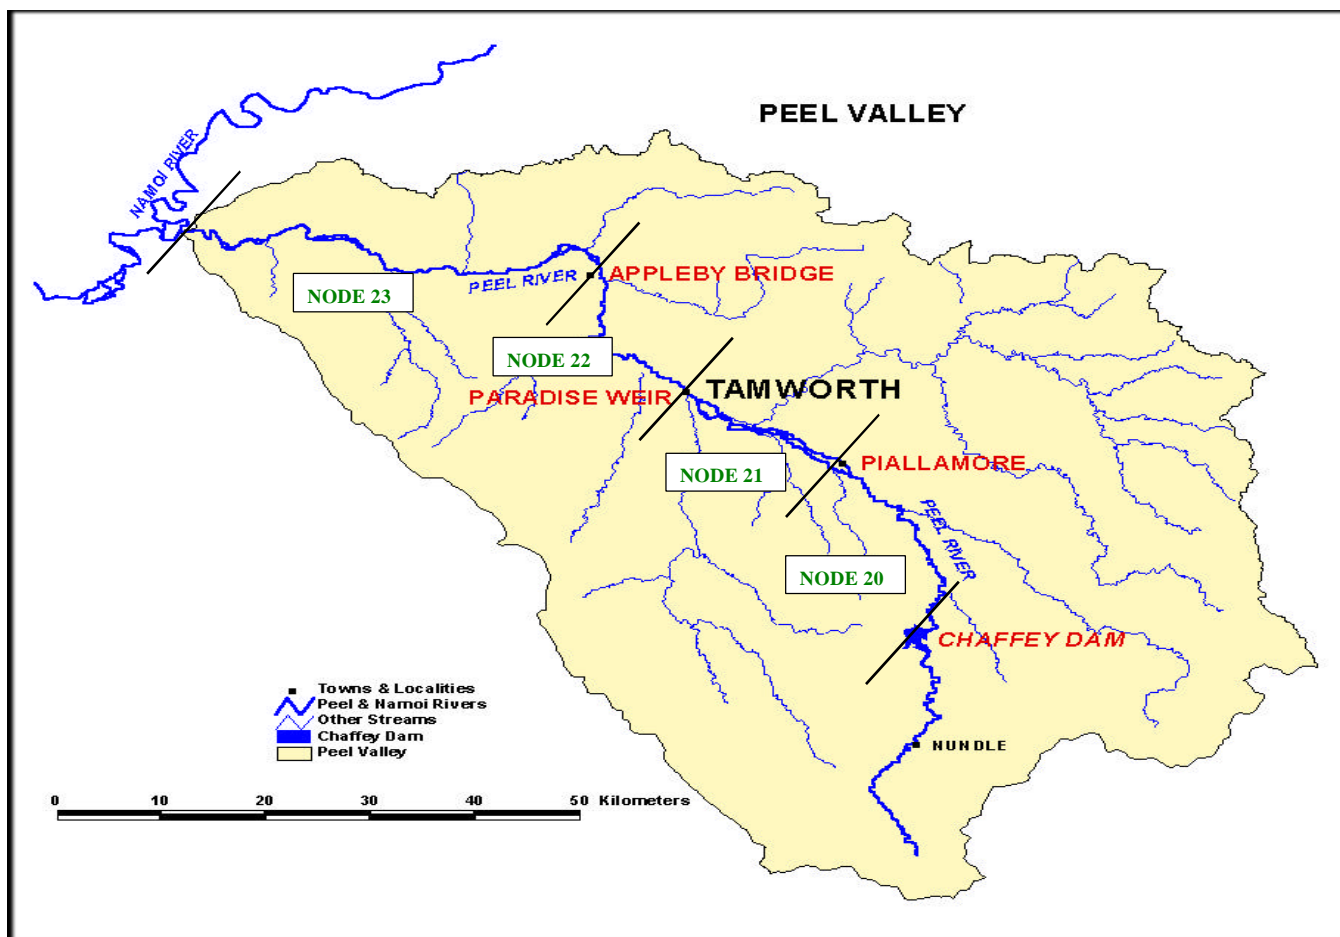 PEEL VALLEY
NAMOI RIVER
PEEL RIVER
APPLEBY BRIDGE
NODE 23
NODE 22
PARADISE WEIR
TAMWORTH
NODE 21
PIALLAMORE
PEEL RIVER
NODE 20
CHAFFEY DAM
NUNDLE
Towns & Localities
Peel & Namoi Rivers
Other Streams
Chaffey Dam
Peel Valley
0 10 20 30 40 50 Kilometers